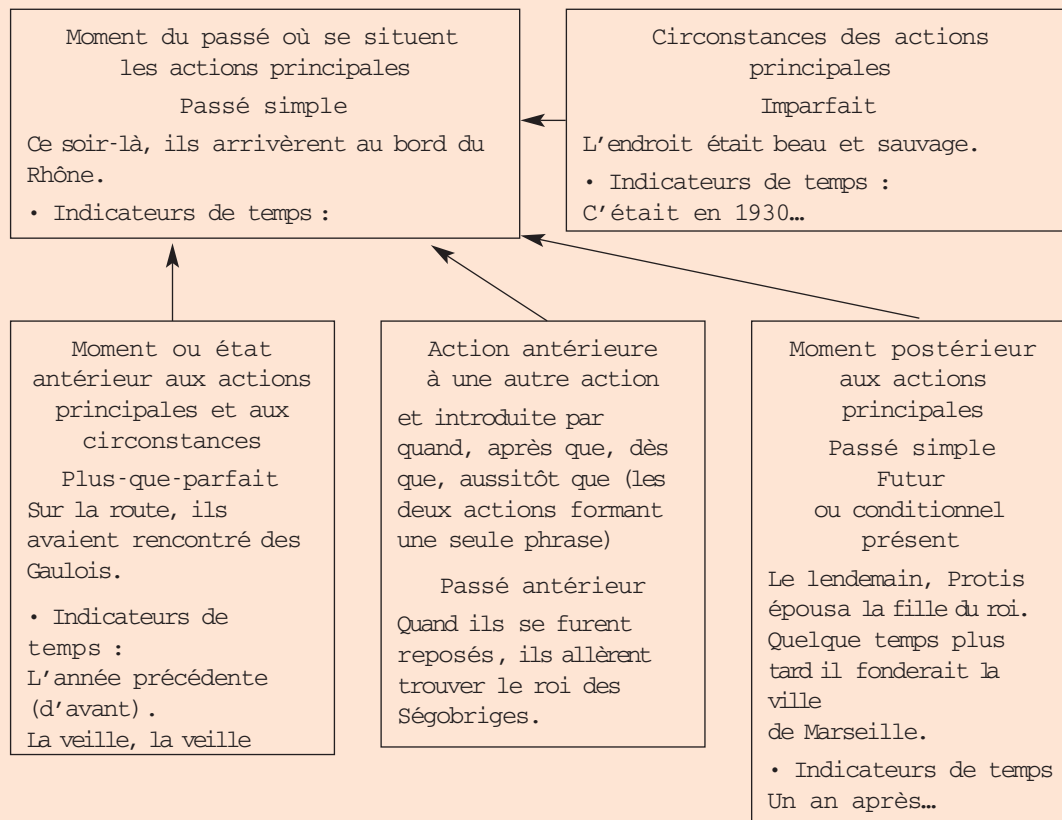 Moment du passé où se situent
les actions principales
Passé simple
Ce soir-là, ils arrivèrent au bord du
Rhône.
• Indicateurs de temps :
Circonstances des actions
principales
Imparfait
L'endroit était beau et sauvage.
• Indicateurs de temps :
C'était en 1930…
Moment ou état
antérieur aux actions
principales et aux
circonstances
Plus-que-parfait
Sur la route, ils
avaient rencontré des
Gaulois.
• Indicateurs de
temps :
L'année précédente
(d'avant).
La veille, la veille
Action antérieure
à une autre action
et introduite par
quand, après que, dès
que, aussitôt que (les
deux actions formant
une seule phrase)
Passé antérieur
Quand ils se furent
reposés, ils allèrent
trouver le roi des
Ségobriges.
Moment postérieur
aux actions
principales
Passé simple
Futur
ou conditionnel
présent
Le lendemain, Protis
épousa la fille du roi.
Quelque temps plus
tard il fonderait la
ville
de Marseille.
• Indicateurs de temps
Un an après…